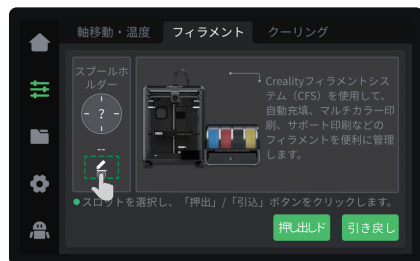 軸移動・温度
フィラメント
クーリング
スプールホ
ルダー
?
--
Crealityフィラメントシス
テム（CFS）を使用して、
自動充填、マルチカラー印
刷、サポート印刷などの
フィラメントを便利に管理
します。
スロットを選択し、「押出」/「引込」ボタンをクリックします。
押し出しド
引き戻し